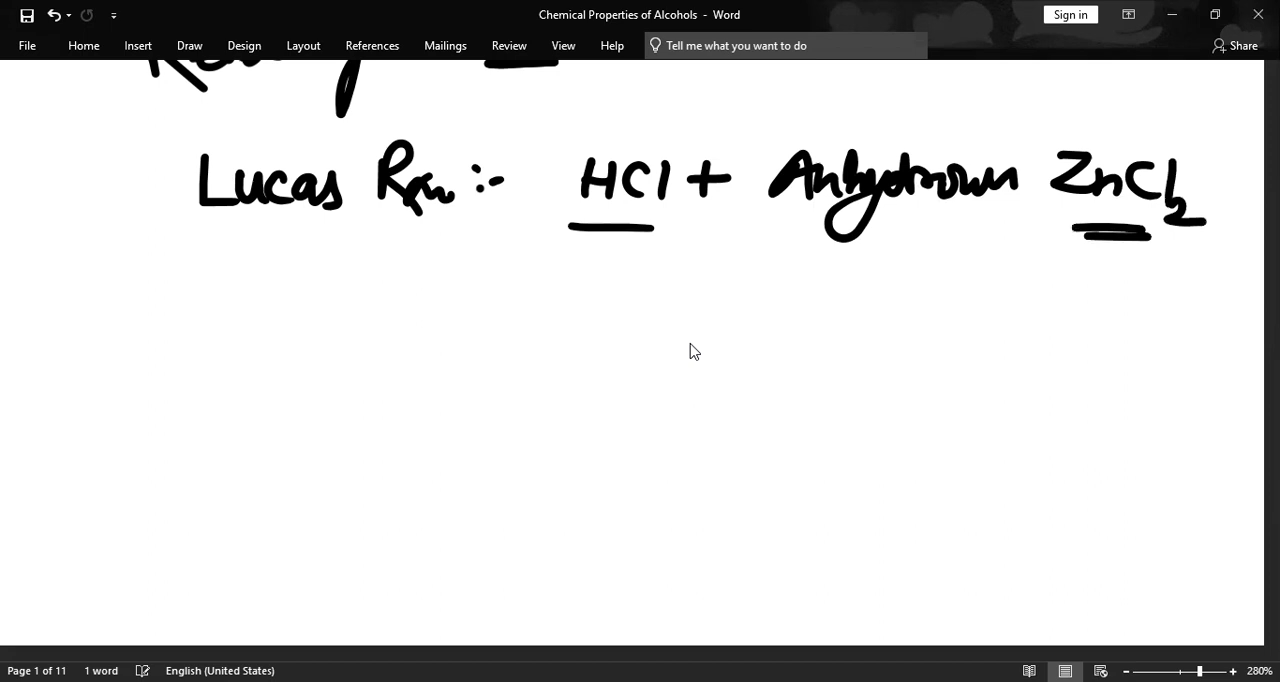 Chemical Properties of Alcohols - Word
Sign in
File Home Insert Draw Design Layout References Mailings Review View Help Tell me what you want to do Share
Lucas Rxn :- HCl + Anhydrous ZnCl2
Page 1 of 11 1 word English (United States) 280%